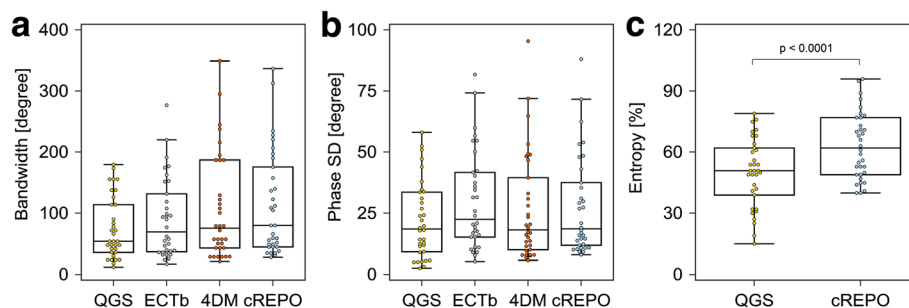 a
Bandwidth [degree]
400
300
200
100
0
QGS ECTb 4DM cREPO
b
Phase SD [degree]
100
75
50
25
0
QGS ECTb 4DM cREPO
c
Entropy [%]
120
90
60
30
0
p < 0.0001
QGS cREPO